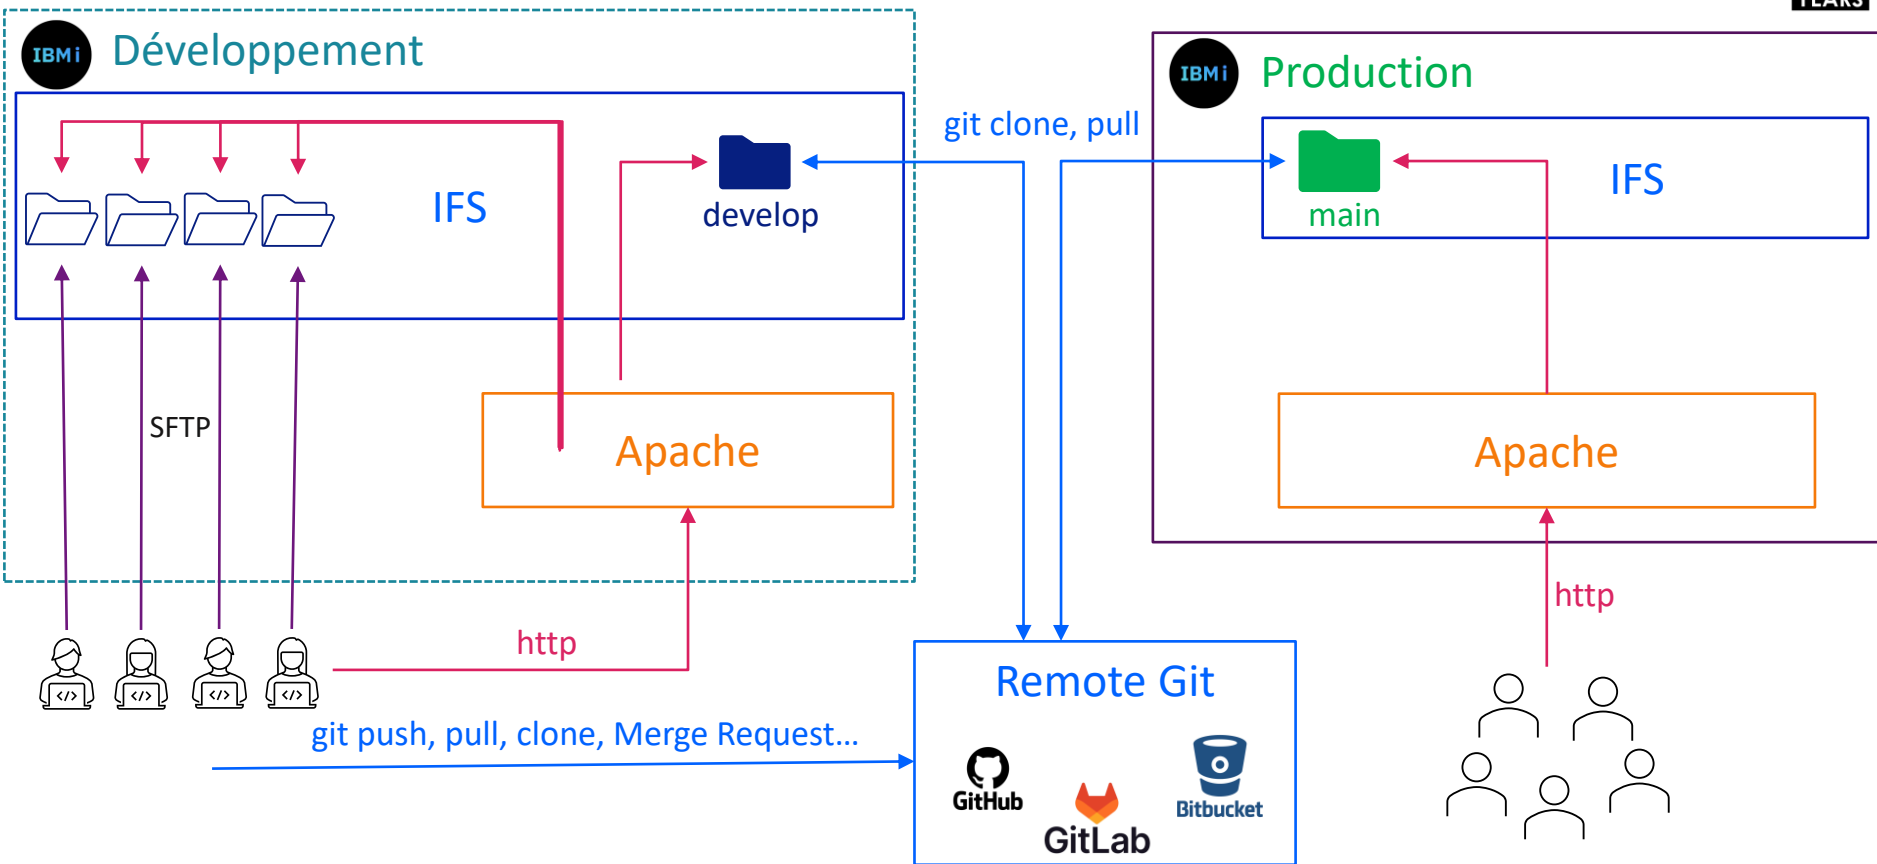 YEARS
IBM i
Développement
IBM i
Production
git clone, pull
IFS
develop
main
IFS
SFTP
Apache
Apache
http
http
Remote Git
git push, pull, clone, Merge Request...
GitHub
GitLab
Bitbucket